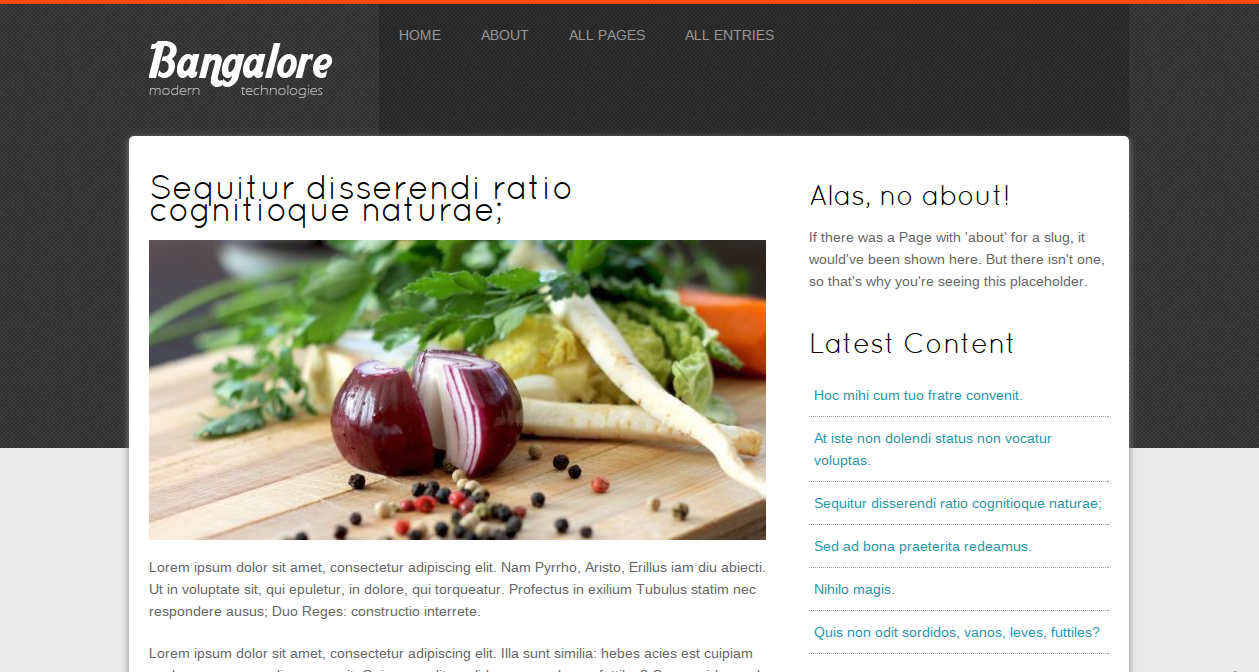 HOME ABOUT ALL PAGES ALL ENTRIES
Bangalore
modern technologies
Sequitur disserendi ratio
cognitioque naturae;
Lorem ipsum dolor sit amet, consectetur adipiscing elit. Nam Pyrrho, Aristo, Erillus iam diu abiecti.
Ut in voluptate sit, qui epuletur, in dolore, qui torqueatur. Profectus in exilium Tubulus statim nec
respondere ausus; Duo Reges: constructio interrete.
Lorem ipsum dolor sit amet, consectetur adipiscing elit. Illa sunt similia: hebes acies est cuipiam
Alas, no about!
If there was a Page with 'about' for a slug, it
would've been shown here. But there isn't one,
so that's why you're seeing this placeholder.
Latest Content
Hoc mihi cum tuo fratre convenit.
At iste non dolendi status non vocatur
voluptas.
Sequitur disserendi ratio cognitioque naturae;
Sed ad bona praeterita redeamus.
Nihilo magis.
Quis non odit sordidos, vanos, leves, futtiles?